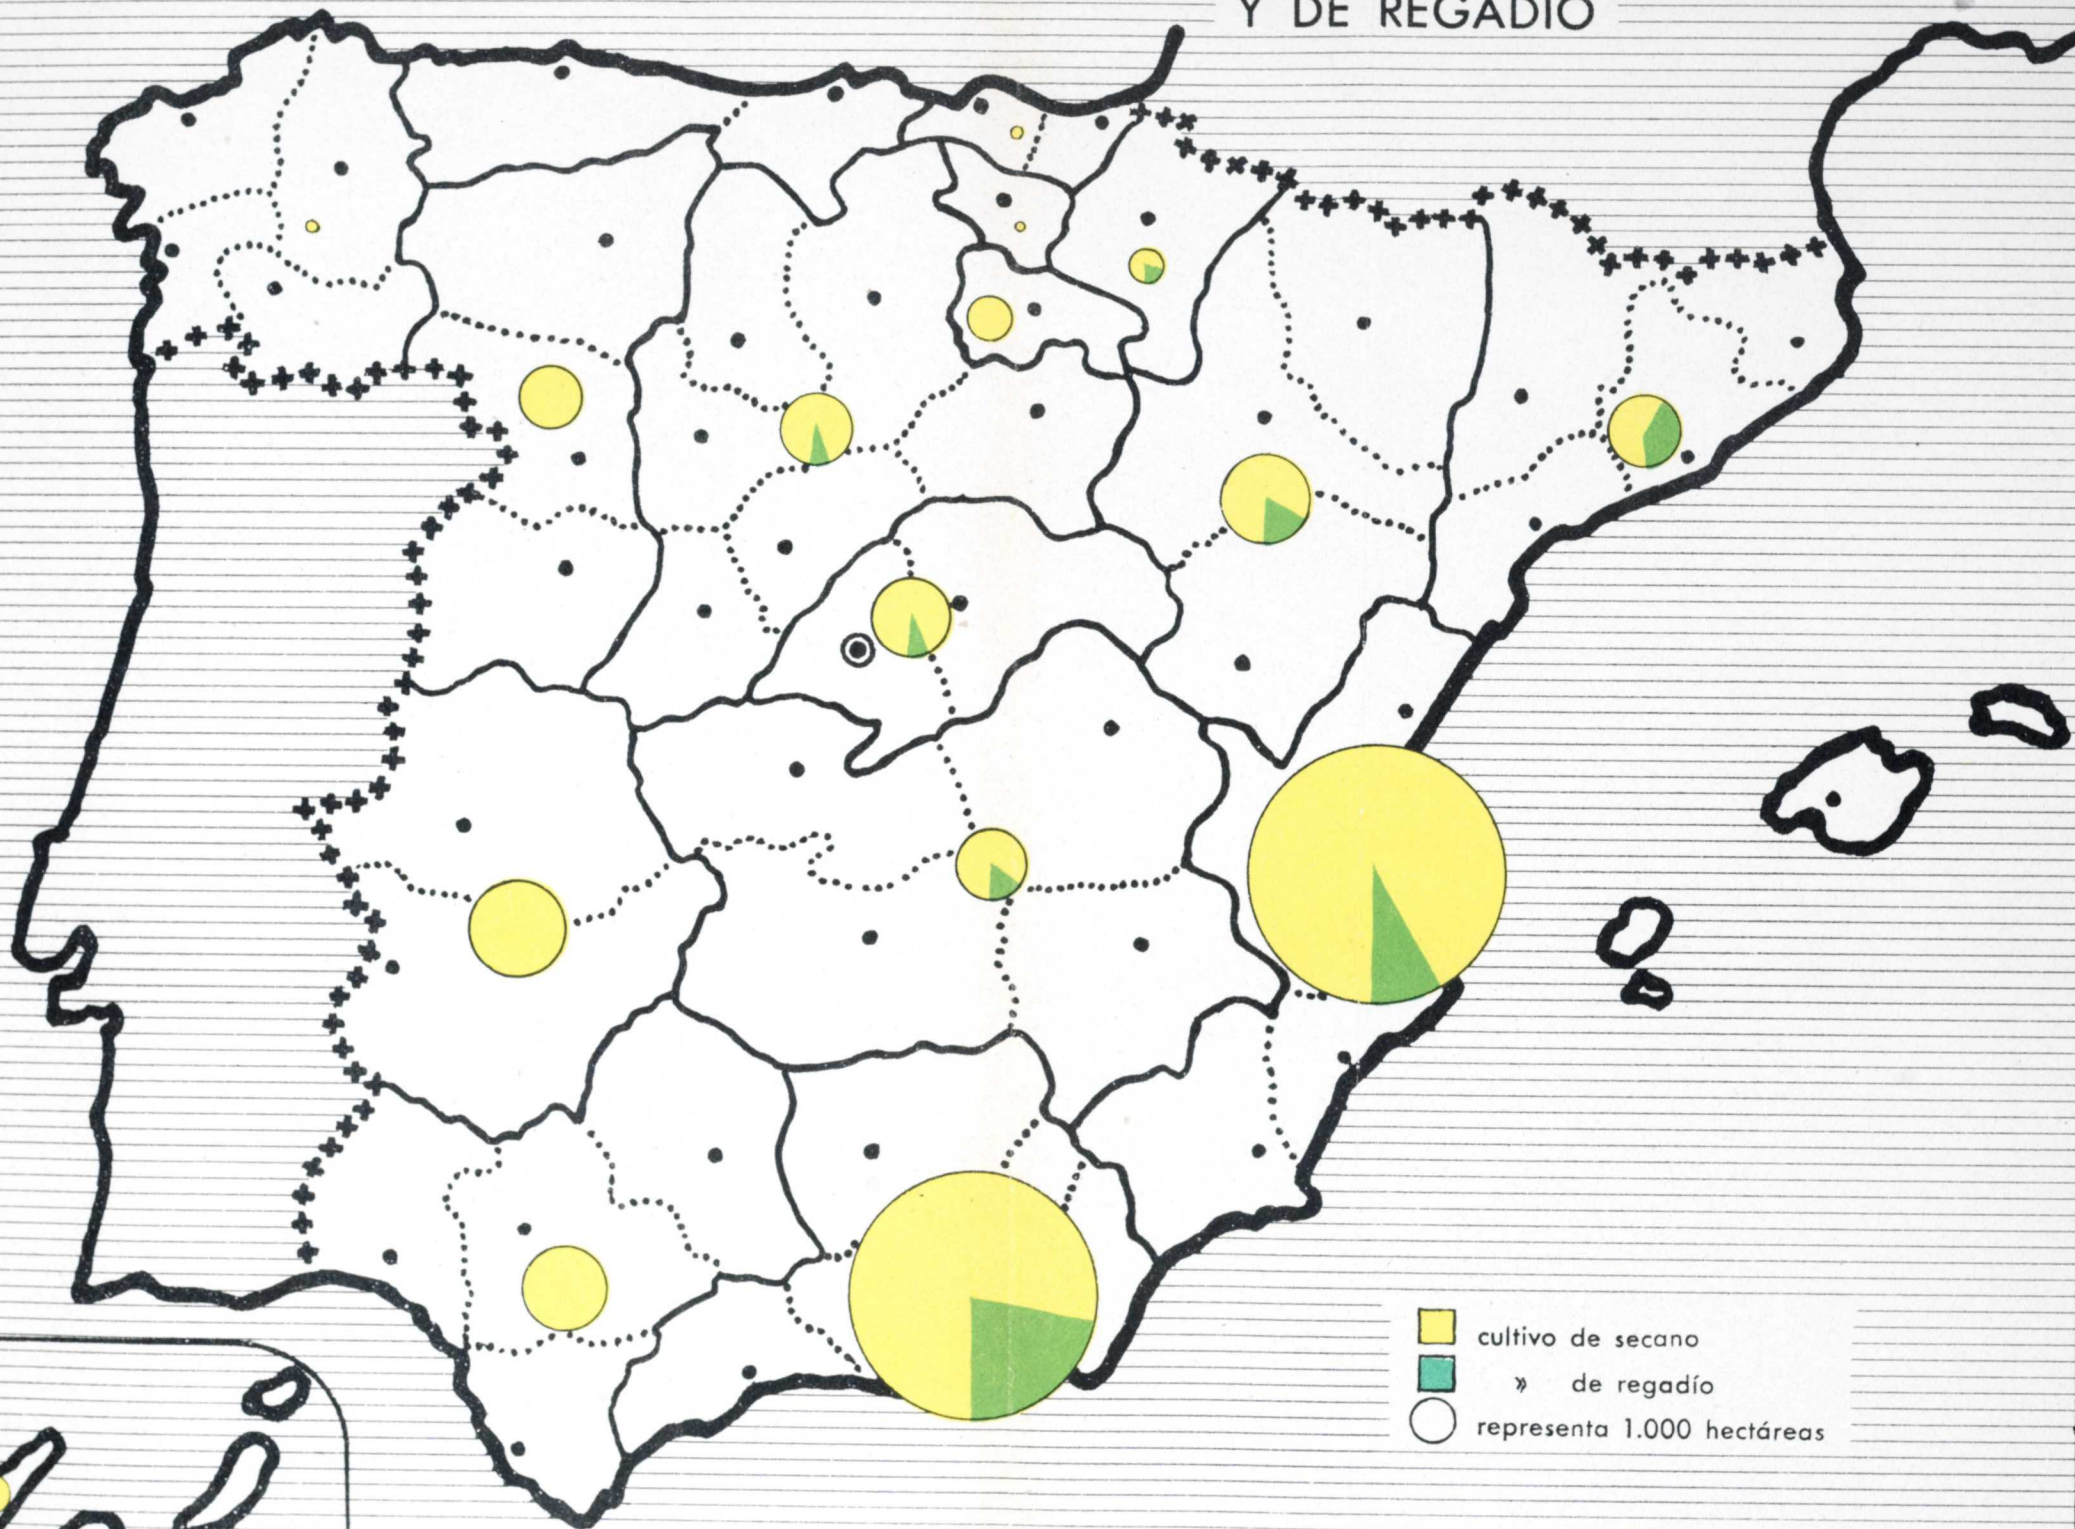 Y DE REGADIO
cultivo de secano
» de regadío
representa 1.000 hectáreas